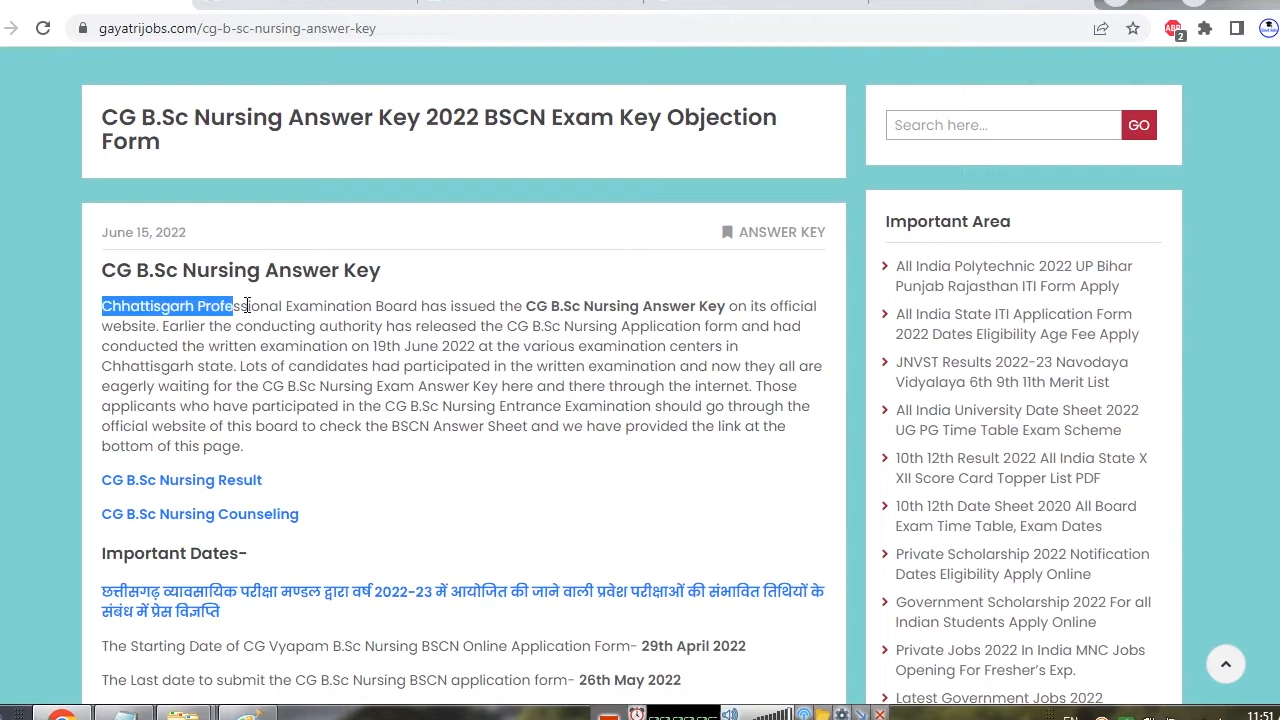 gayatrijobs.com/cg-b-sc-nursing-answer-key
ABP
2
CG B.Sc Nursing Answer Key 2022 BSCN Exam Key Objection
Form
Search here...
GO
June 15, 2022
ANSWER KEY
CG B.Sc Nursing Answer Key
Chhattisgarh Professional Examination Board has issued the CG B.Sc Nursing Answer Key on its official
website. Earlier the conducting authority has released the CG B.Sc Nursing Application form and had
conducted the written examination on 19th June 2022 at the various examination centers in
Chhattisgarh state. Lots of candidates had participated in the written examination and now they all are
eagerly waiting for the CG B.Sc Nursing Exam Answer Key here and there through the internet. Those
applicants who have participated in the CG B.Sc Nursing Entrance Examination should go through the
official website of this board to check the BSCN Answer Sheet and we have provided the link at the
bottom of this page.
CG B.Sc Nursing Result
CG B.Sc Nursing Counseling
Important Dates-
छत्तीसगढ़ व्यावसायिक परीक्षा मण्डल द्वारा वर्ष 2022-23 में आयोजित की जाने वाली प्रवेश परीक्षाओं की संभावित तिथियों के
संबंध में प्रेस विज्ञप्ति
The Starting Date of CG Vyapam B.Sc Nursing BSCN Online Application Form- 29th April 2022
The Last date to submit the CG B.Sc Nursing BSCN application form- 26th May 2022
Important Area
All India Polytechnic 2022 UP Bihar
Punjab Rajasthan ITI Form Apply
All India State ITI Application Form
2022 Dates Eligibility Age Fee Apply
JNVST Results 2022-23 Navodaya
Vidyalaya 6th 9th 11th Merit List
All India University Date Sheet 2022
UG PG Time Table Exam Scheme
10th 12th Result 2022 All India State X
XII Score Card Topper List PDF
10th 12th Date Sheet 2020 All Board
Exam Time Table, Exam Dates
Private Scholarship 2022 Notification
Dates Eligibility Apply Online
Government Scholarship 2022 For all
Indian Students Apply Online
Private Jobs 2022 In India MNC Jobs
Opening For Fresher's Exp.
Latest Government Jobs 2022
EN
11:51